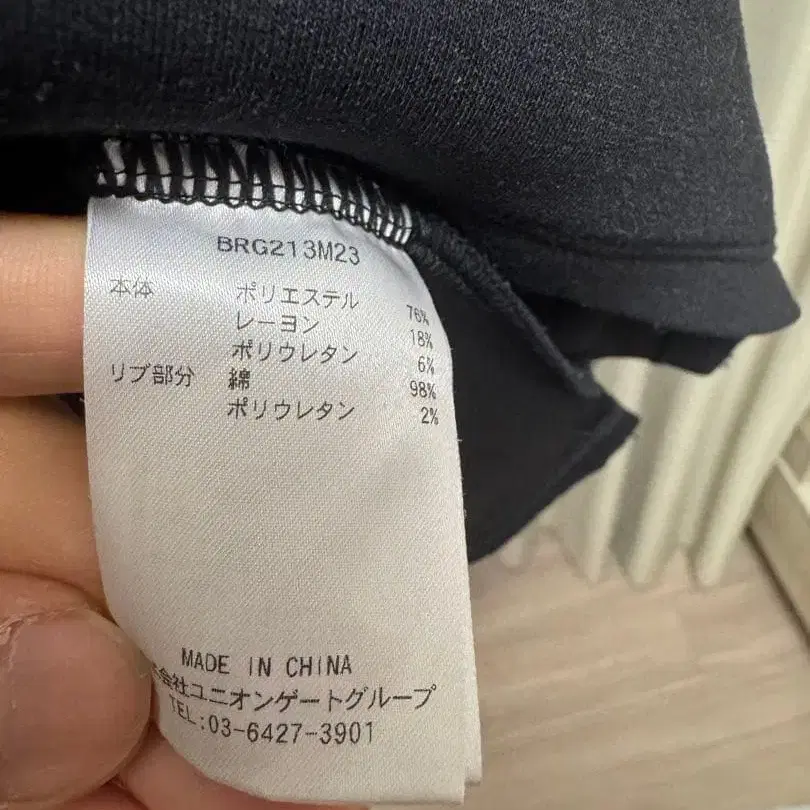 BRG213M23
本体 ポリエステル 76%
レーヨン 18%
ポリウレタン 6%
リブ部分 綿 98%
ポリウレタン 2%
MADE IN CHINA
会社ユニオンゲートグループ
TEL:03-6427-3901